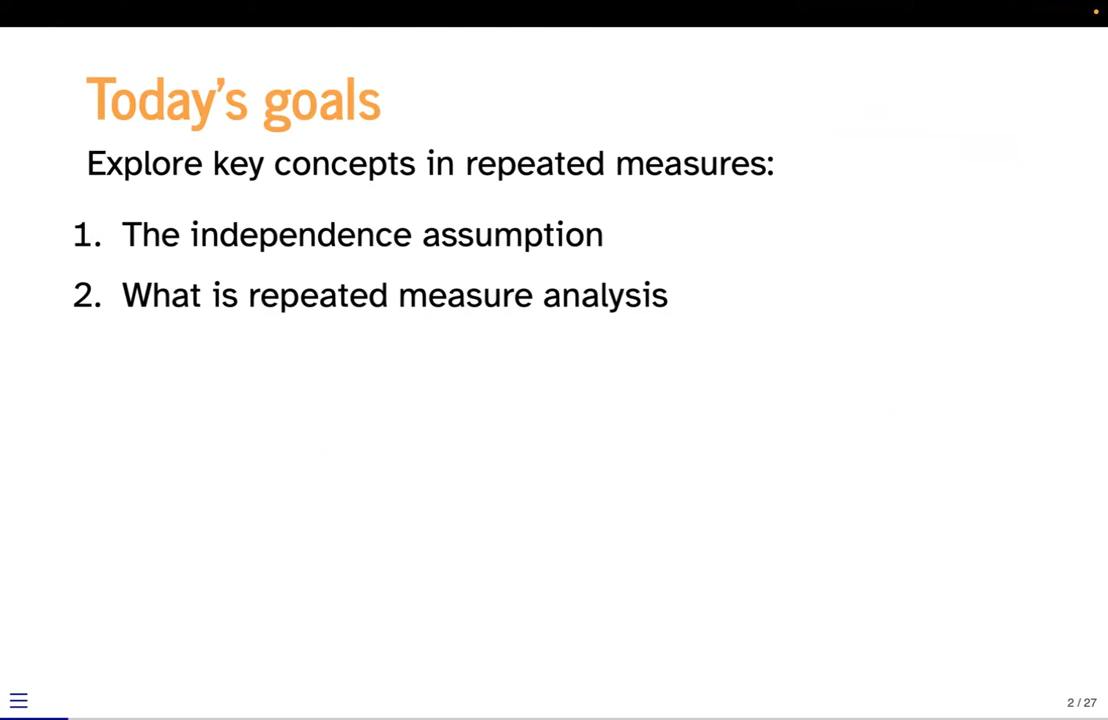 Today's goals
Explore key concepts in repeated measures:
1. The independence assumption
2. What is repeated measure analysis
2 / 27